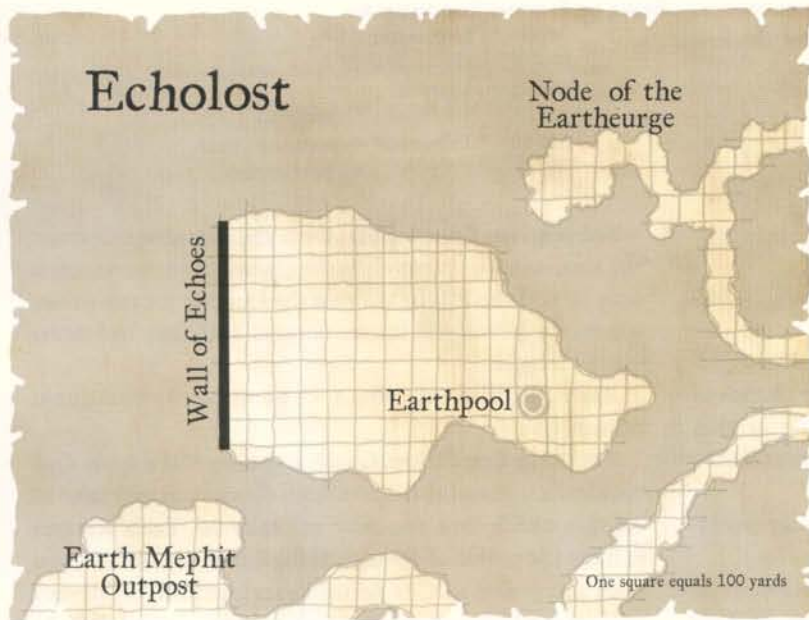 Echolost
Node of the
Eartheurge
Wall of Echoes
Earthpool
Earth Mephit
Outpost
One square equals 100 yards